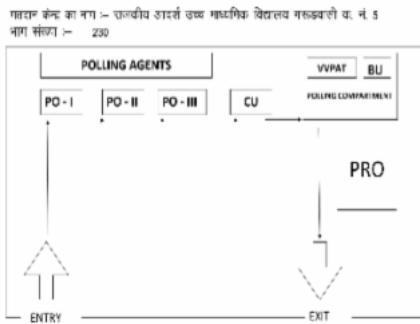 मतदान केन्द्र का नाम :- राजकीय आदर्श उच्च माध्यमिक विद्यालय गरूडवासी क. नं. 5
भाग संख्या :- 230
POLLING AGENTS
VVPAT BU
PO - I PO - II PO - III CU
POLLING COMPARTMENT
PRO
ENTRY EXIT